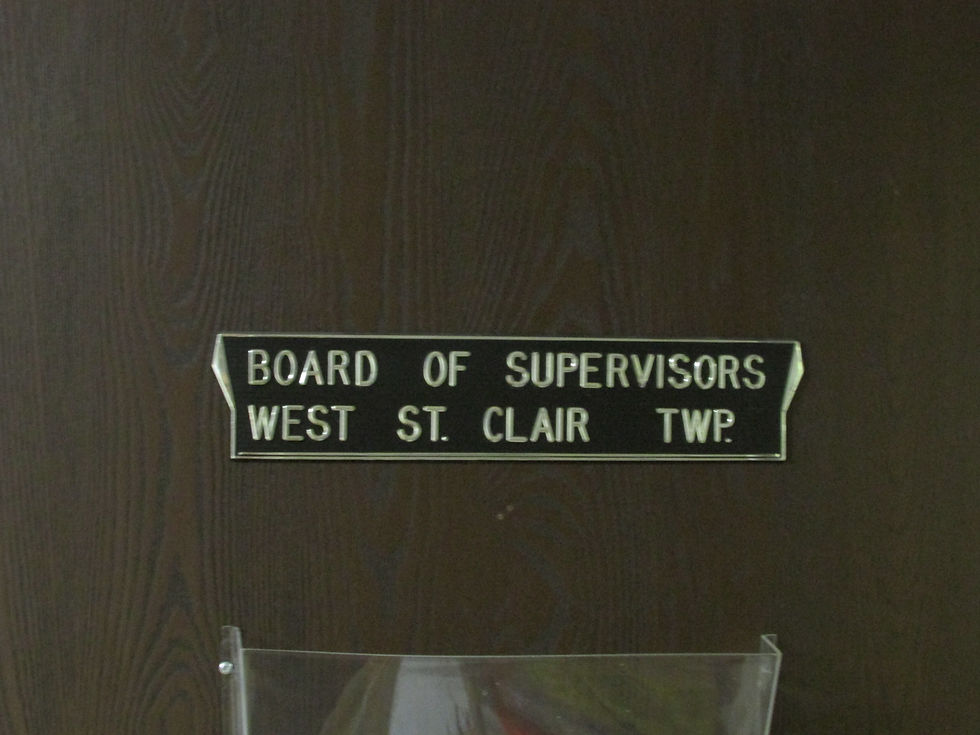 BOARD OF SUPERVISORS
WEST ST. CLAIR TWP.